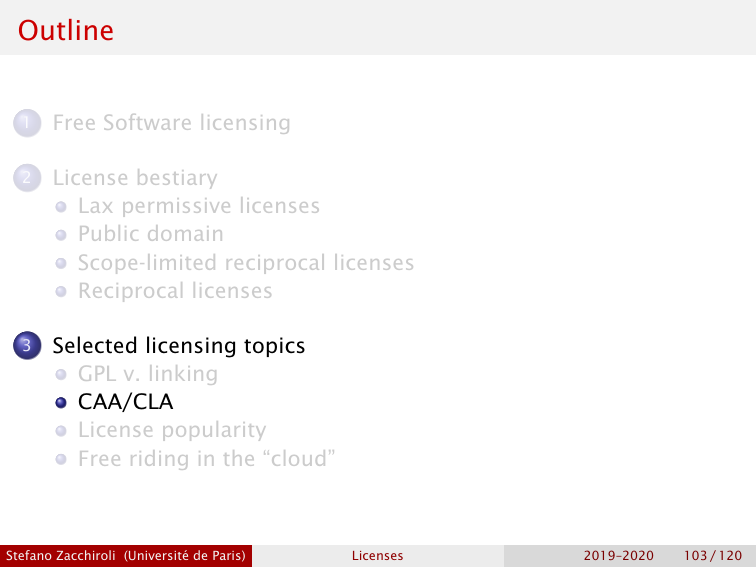 Outline
1 Free Software licensing
2 License bestiary
Lax permissive licenses
Public domain
Scope-limited reciprocal licenses
Reciprocal licenses
3 Selected licensing topics
GPL v. linking
CAA/CLA
License popularity
Free riding in the “cloud”
Stefano Zacchiroli (Université de Paris) Licenses 2019–2020 103 / 120